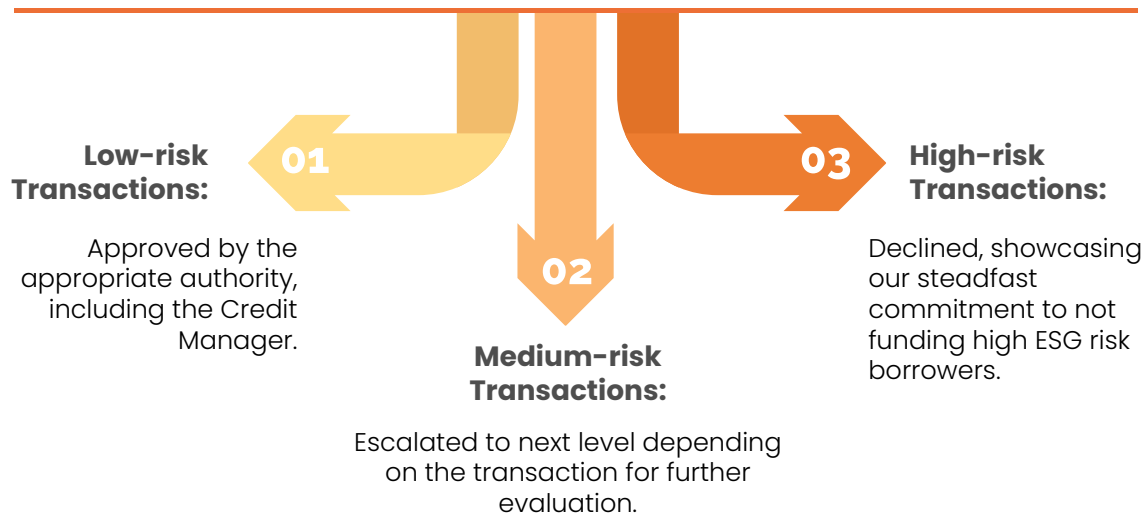 01
Low-risk
Transactions:
Approved by the
appropriate authority,
including the Credit
Manager.
02
Medium-risk
Transactions:
Escalated to next level depending
on the transaction for further
evaluation.
03
High-risk
Transactions:
Declined, showcasing
our steadfast
commitment to not
funding high ESG risk
borrowers.